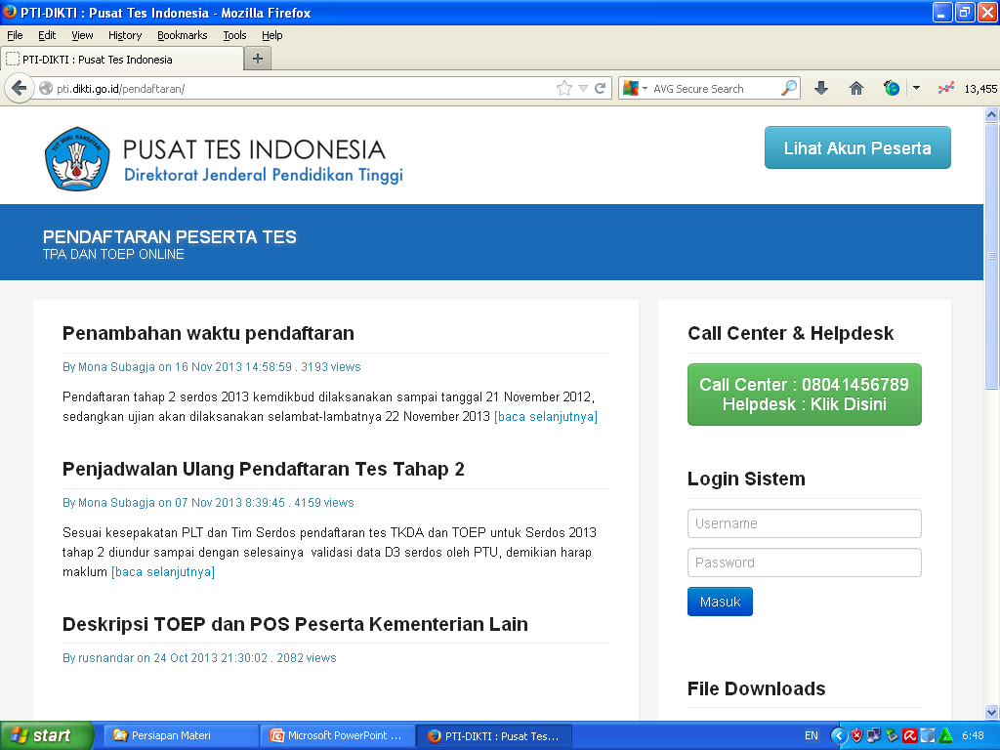 PTI-DIKTI : Pusat Tes Indonesia - Mozilla Firefox
File Edit View History Bookmarks Tools Help
PTI-DIKTI : Pusat Tes Indonesia
pti.dikti.go.id/pendaftaran/
AVG Secure Search
13,455
PUSAT TES INDONESIA
Direktorat Jenderal Pendidikan Tinggi
Lihat Akun Peserta
PENDAFTARAN PESERTA TES
TPA DAN TOEP ONLINE
Penambahan waktu pendaftaran
By Mona Subagja on 16 Nov 2013 14:58:59 . 3193 views
Pendaftaran tahap 2 serdos 2013 kemdikbud dilaksanakan sampai tanggal 21 November 2012,
sedangkan ujian akan dilaksanakan selambat-lambatnya 22 November 2013 [baca selanjutnya]
Penjadwalan Ulang Pendaftaran Tes Tahap 2
By Mona Subagja on 07 Nov 2013 8:39:45 . 4159 views
Sesuai kesepakatan PLT dan Tim Serdos pendaftaran tes TKDA dan TOEP untuk Serdos 2013
tahap 2 diundur sampai dengan selesainya  validasi data D3 serdos oleh PTU, demikian harap
maklum [baca selanjutnya]
Deskripsi TOEP dan POS Peserta Kementerian Lain
By rusnandar on 24 Oct 2013 21:30:02 . 2082 views
Call Center & Helpdesk
Call Center : 08041456789
Helpdesk : Klik Disini
Login Sistem
Username
Password
Masuk
File Downloads
start
Persiapan Materi
Microsoft PowerPoint ...
PTI-DIKTI : Pusat Tes...
EN
6:48